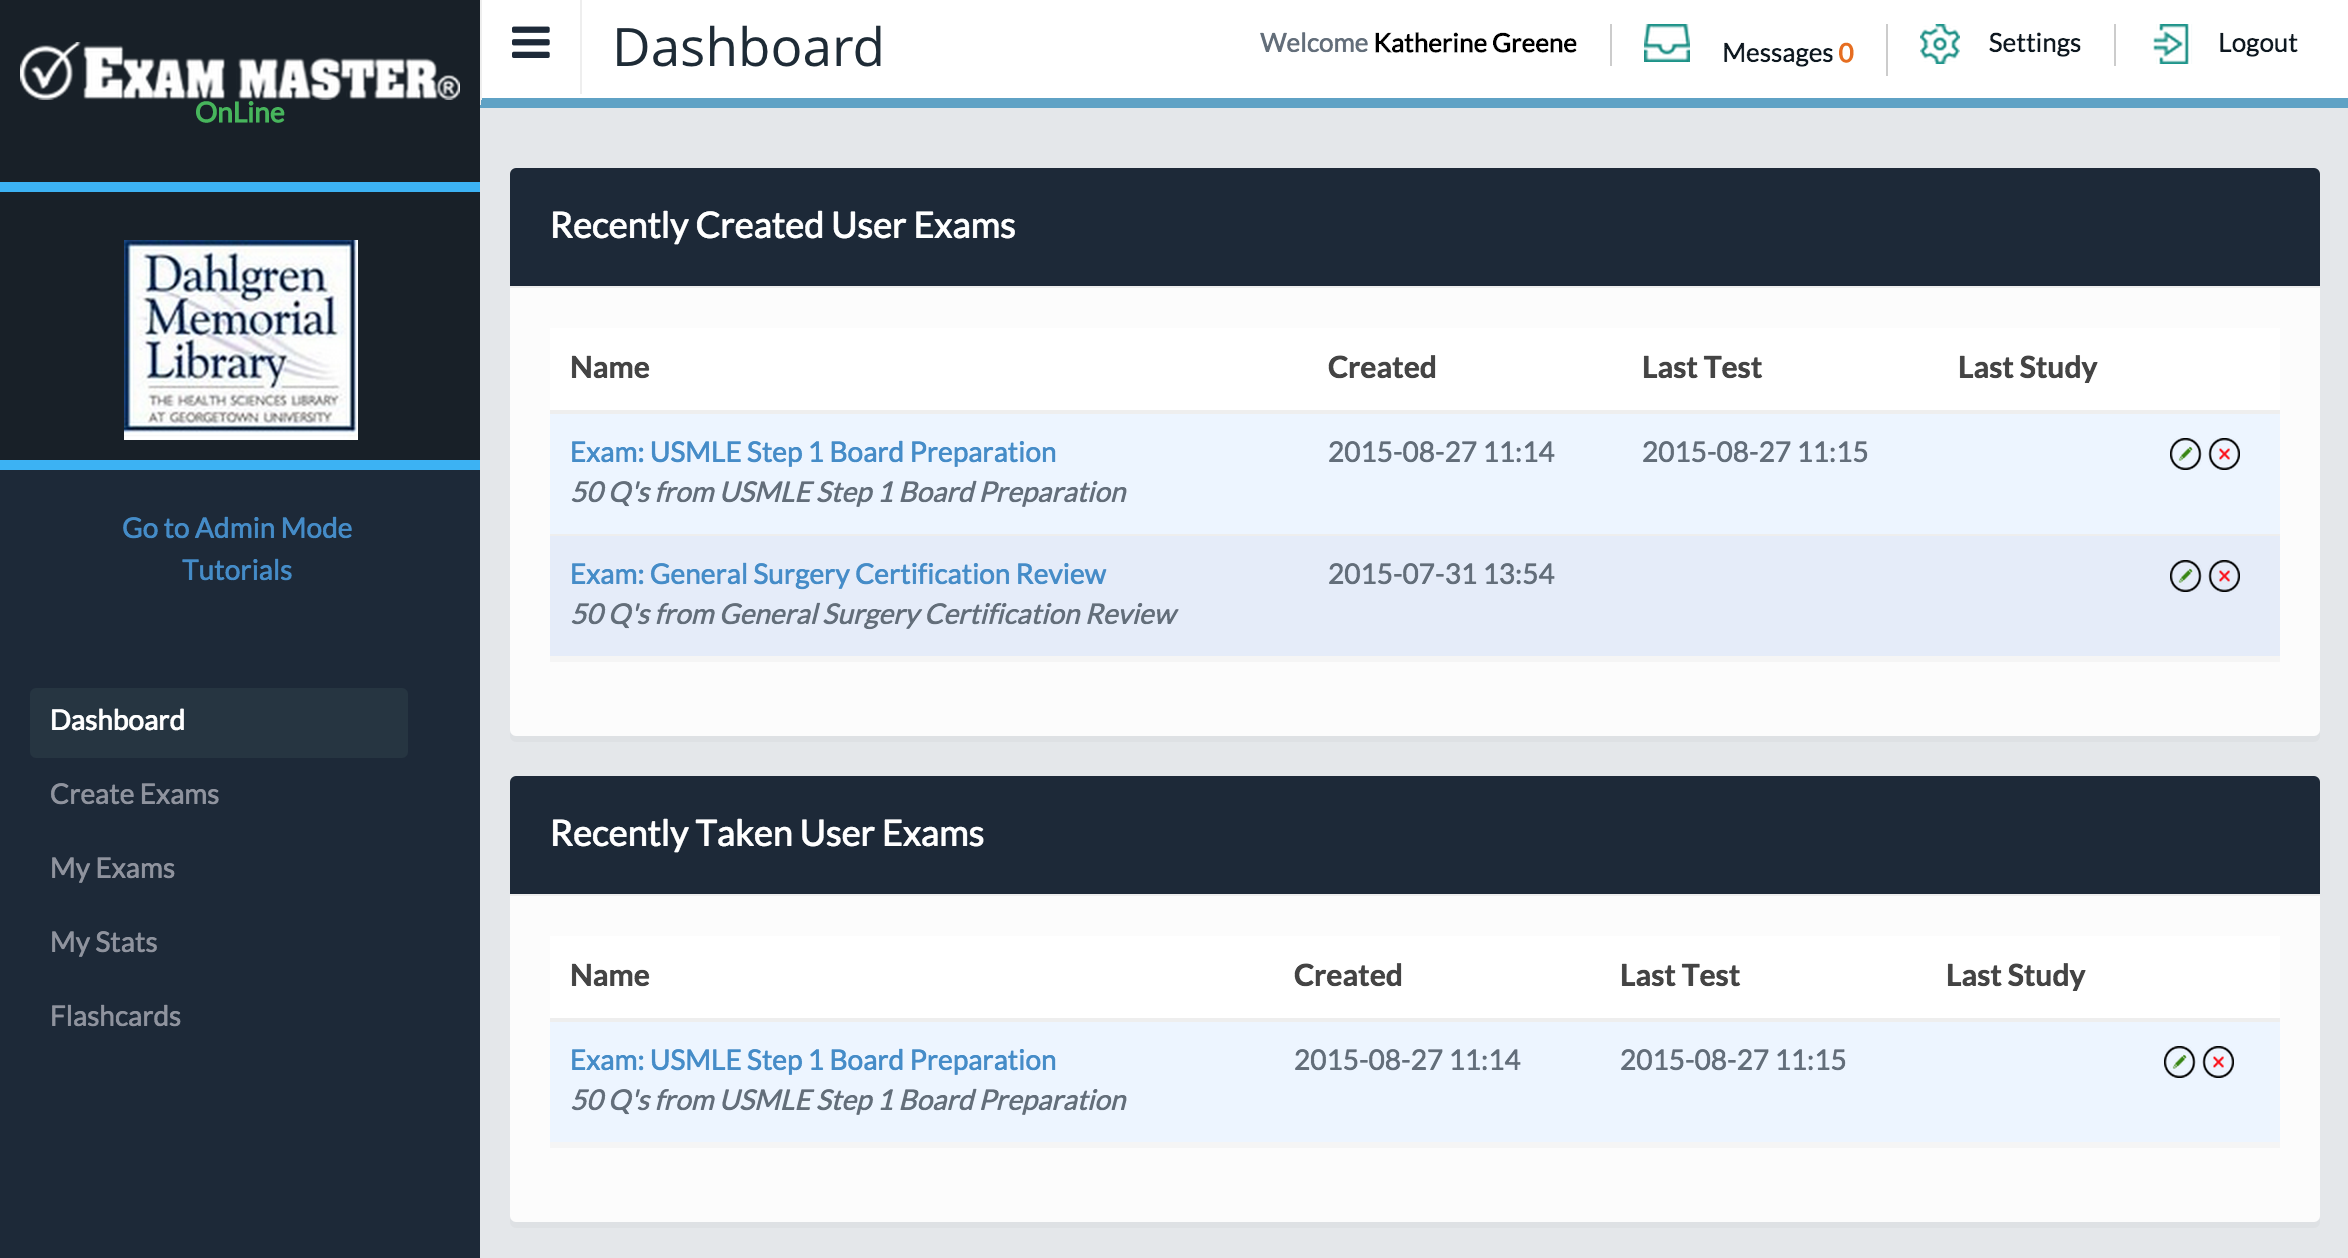 EXAM MASTER®
OnLine
Dahlgren
Memorial
Library
THE HEALTH SCIENCES LIBRARY
AT GEORGETOWN UNIVERSITY
Go to Admin Mode
Tutorials
Dashboard
Create Exams
My Exams
My Stats
Flashcards
Dashboard
Welcome Katherine Greene
Messages 0
Settings
Logout
Recently Created User Exams
Name Created Last Test Last Study
Exam: USMLE Step 1 Board Preparation 2015-08-27 11:14 2015-08-27 11:15
50 Q's from USMLE Step 1 Board Preparation
Exam: General Surgery Certification Review 2015-07-31 13:54
50 Q's from General Surgery Certification Review
Recently Taken User Exams
Name Created Last Test Last Study
Exam: USMLE Step 1 Board Preparation 2015-08-27 11:14 2015-08-27 11:15
50 Q's from USMLE Step 1 Board Preparation